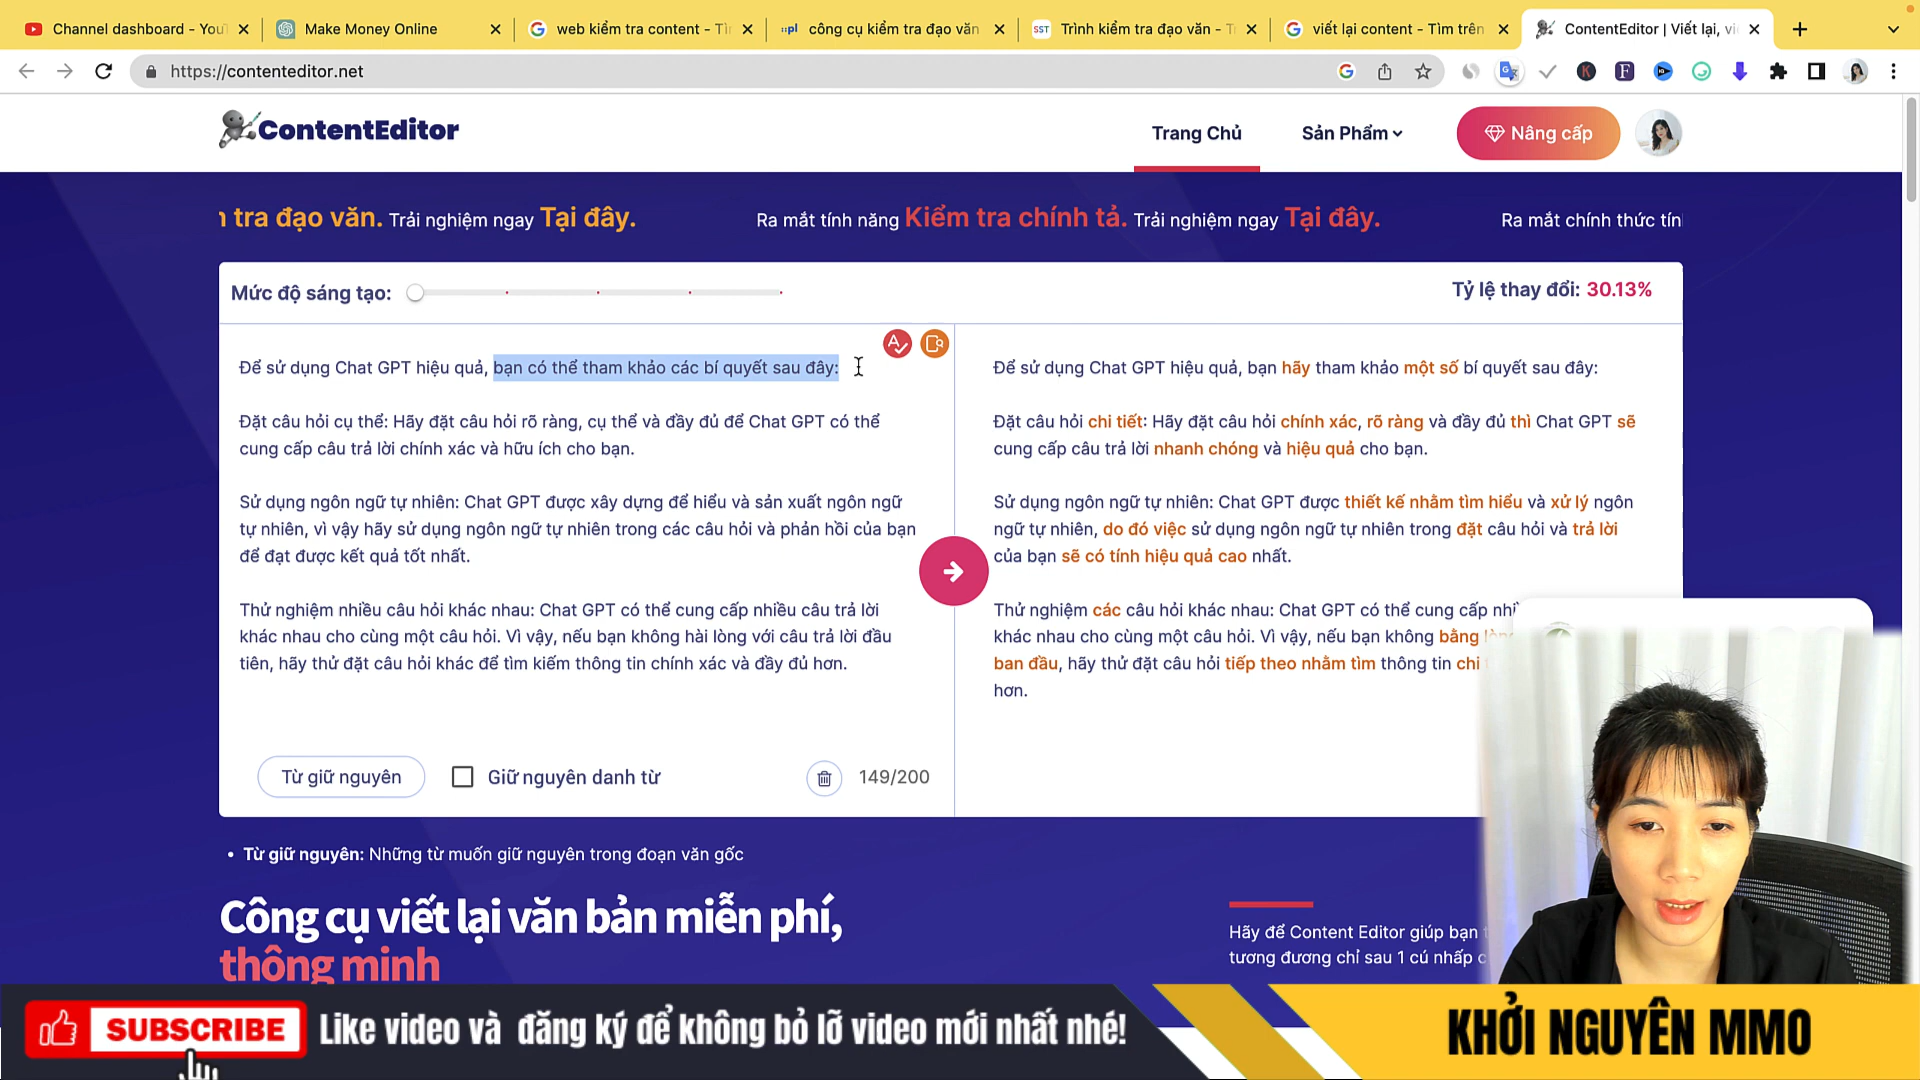 Channel dashboard - You
Make Money Online
web kiểm tra content - Tì
công cụ kiểm tra đạo văn
SST
Trình kiểm tra đạo văn - T
viết lại content - Tìm trên
ContentEditor | Viết lại, vi
https://contenteditor.net
ContentEditor
Trang Chủ
Sản Phẩm
Nâng cấp
tra đạo văn. Trải nghiệm ngay Tại đây.
Ra mắt tính năng Kiểm tra chính tả. Trải nghiệm ngay Tại đây.
Ra mắt chính thức tín
Mức độ sáng tạo:
Tỷ lệ thay đổi: 30.13%
Để sử dụng Chat GPT hiệu quả, bạn có thể tham khảo các bí quyết sau đây:
Đặt câu hỏi cụ thể: Hãy đặt câu hỏi rõ ràng, cụ thể và đầy đủ để Chat GPT có thể
cung cấp câu trả lời chính xác và hữu ích cho bạn.
Sử dụng ngôn ngữ tự nhiên: Chat GPT được xây dựng để hiểu và sản xuất ngôn ngữ
tự nhiên, vì vậy hãy sử dụng ngôn ngữ tự nhiên trong các câu hỏi và phản hồi của bạn
để đạt được kết quả tốt nhất.
Thử nghiệm nhiều câu hỏi khác nhau: Chat GPT có thể cung cấp nhiều câu trả lời
khác nhau cho cùng một câu hỏi. Vì vậy, nếu bạn không hài lòng với câu trả lời đầu
tiên, hãy thử đặt câu hỏi khác để tìm kiếm thông tin chính xác và đầy đủ hơn.
Để sử dụng Chat GPT hiệu quả, bạn hãy tham khảo một số bí quyết sau đây:
Đặt câu hỏi chi tiết: Hãy đặt câu hỏi chính xác, rõ ràng và đầy đủ thì Chat GPT sẽ
cung cấp câu trả lời nhanh chóng và hiệu quả cho bạn.
Sử dụng ngôn ngữ tự nhiên: Chat GPT được thiết kế nhằm tìm hiểu và xử lý ngôn
ngữ tự nhiên, do đó việc sử dụng ngôn ngữ tự nhiên trong đặt câu hỏi và trả lời
của bạn sẽ có tính hiệu quả cao nhất.
Thử nghiệm các câu hỏi khác nhau: Chat GPT có thể cung cấp
khác nhau cho cùng một câu hỏi. Vì vậy, nếu bạn không bằng
ban đầu, hãy thử đặt câu hỏi tiếp theo nhằm tìm thông tin chi
hơn.
Từ giữ nguyên
Giữ nguyên danh từ
149/200
• Từ giữ nguyên: Những từ muốn giữ nguyên trong đoạn văn gốc
Công cụ viết lại văn bản miễn phí,
thông minh
Hãy để Content Editor giúp bạn
tương đương chỉ sau 1 cú nhấp
SUBSCRIBE
Like video và đăng ký để không bỏ lỡ video mới nhất nhé!
KHỞI NGUYÊN MMO